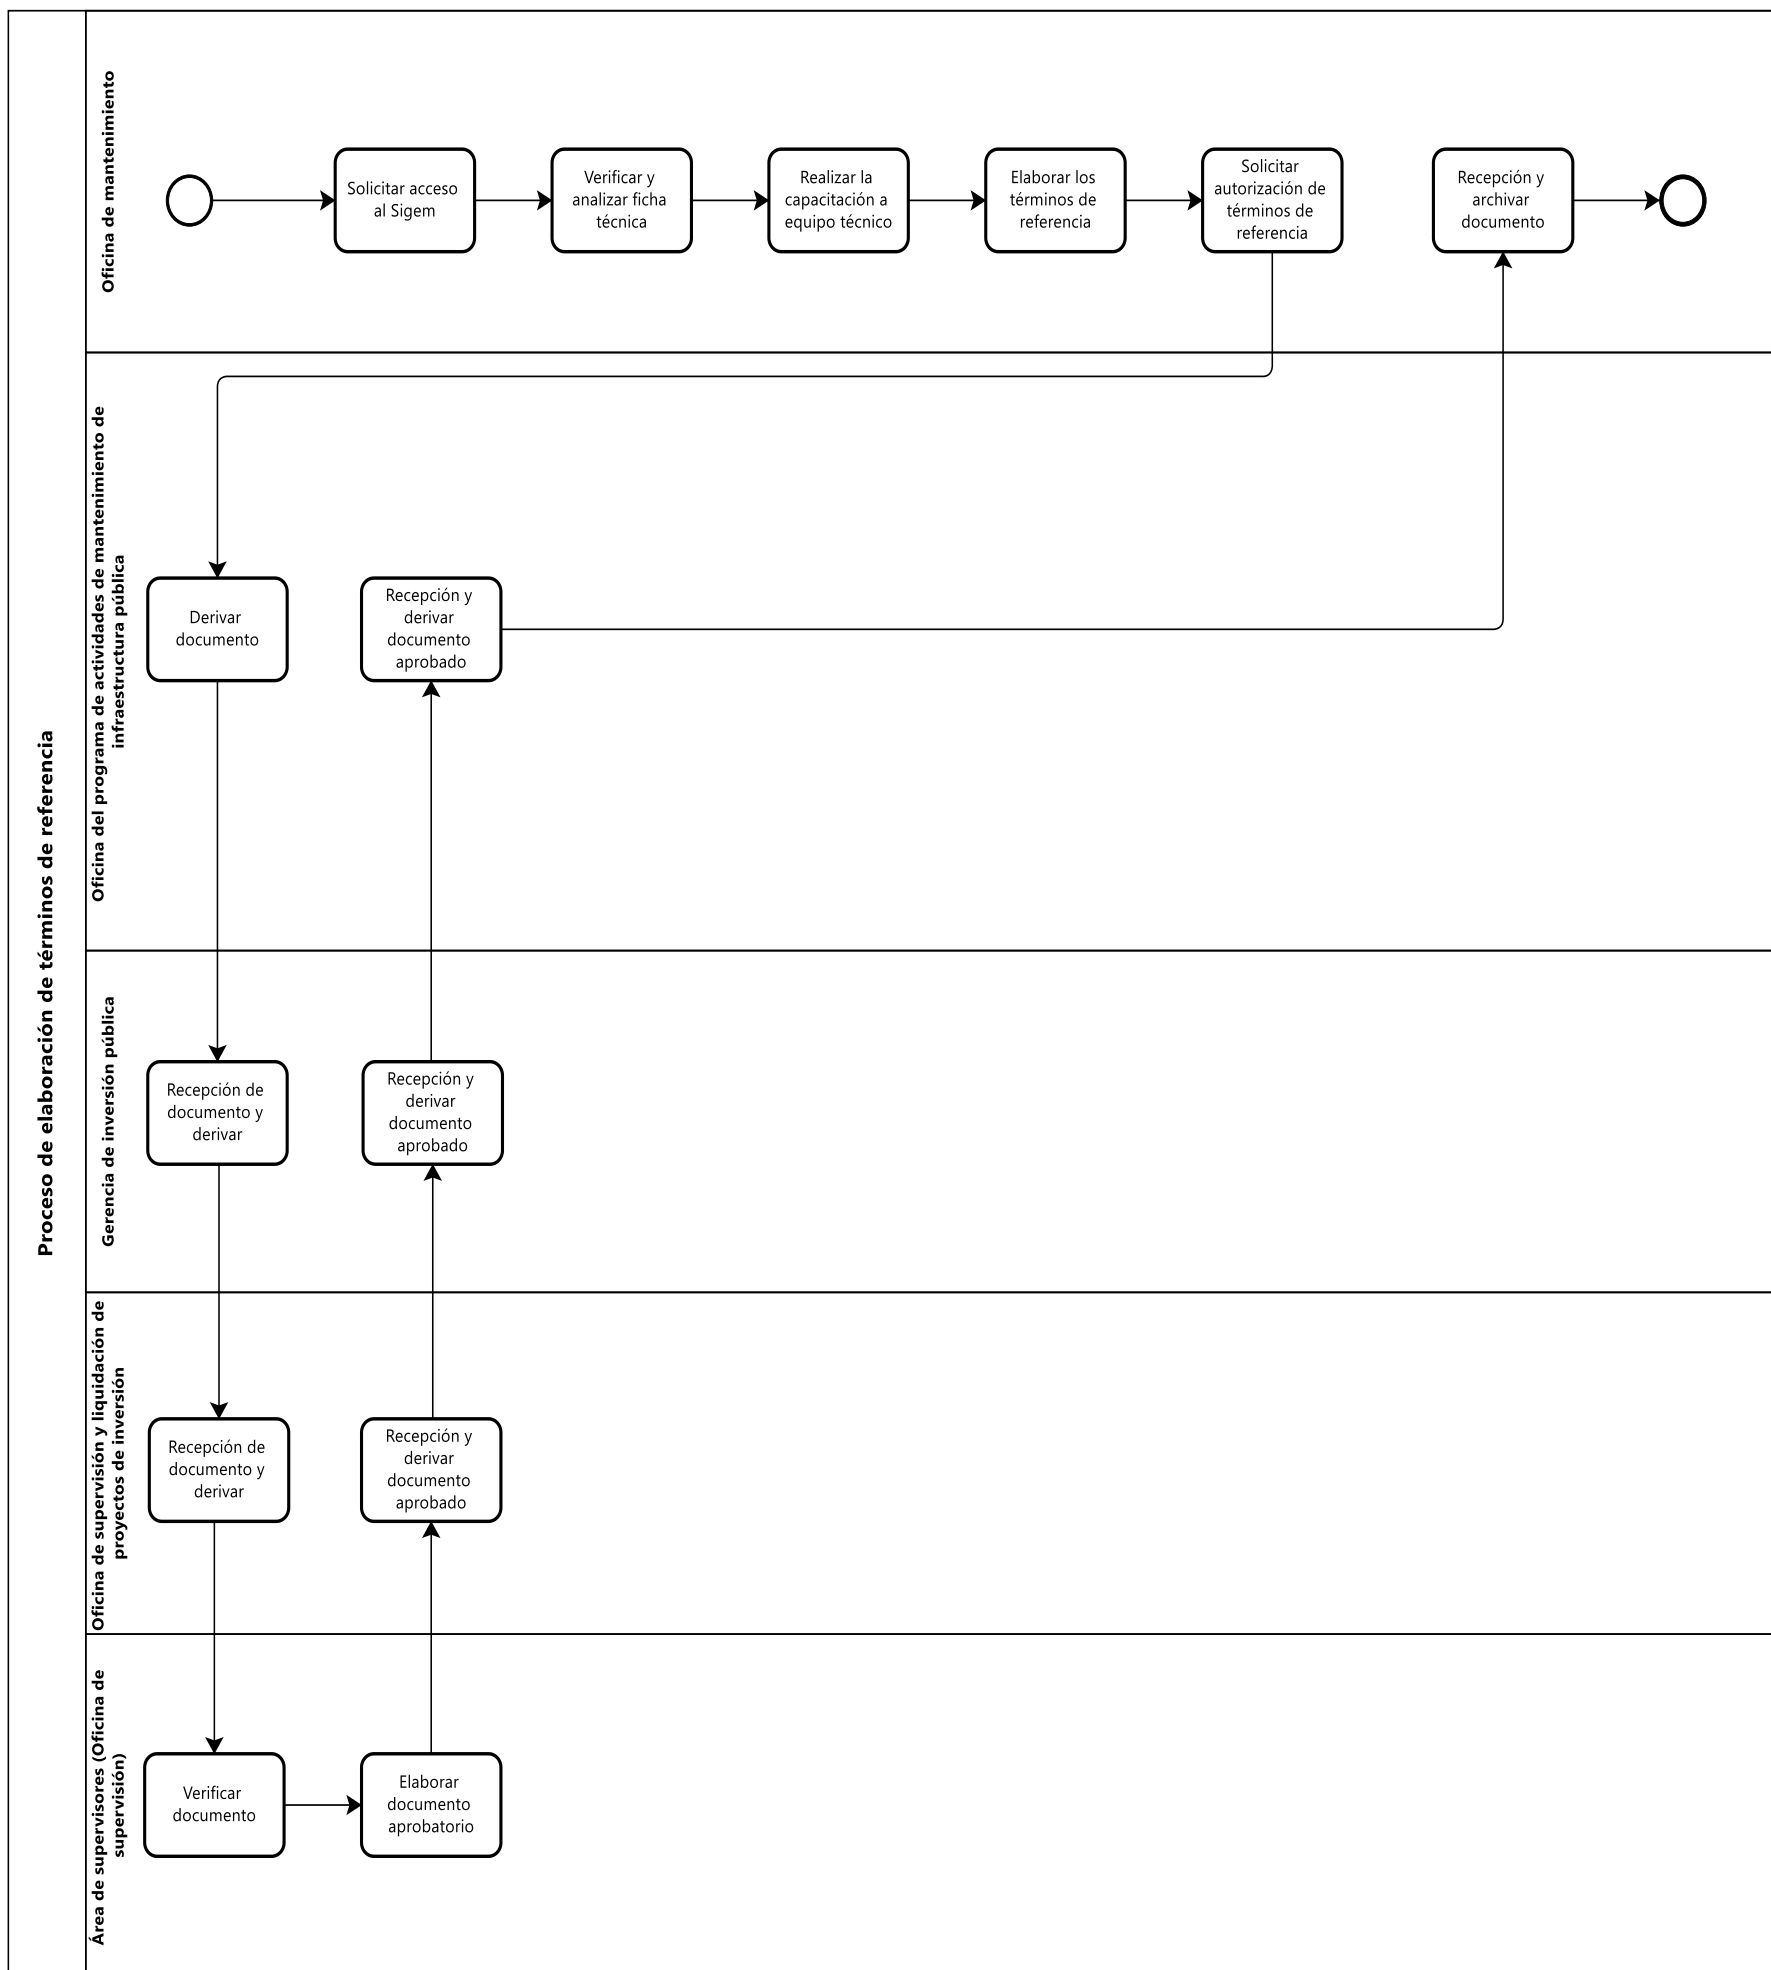 Proceso de elaboración de términos de referencia
Oficina de mantenimiento
Solicitar acceso
al Sigem
Verificar y
analizar ficha
técnica
Realizar la
capacitación a
equipo técnico
Elaborar los
términos de
referencia
Solicitar
autorización de
términos de
referencia
Recepción y
archivar
documento
Oficina del programa de actividades de mantenimiento de
infraestructura pública
Derivar
documento
Recepción y
derivar
documento
aprobado
Gerencia de inversión pública
Recepción de
documento y
derivar
Recepción y
derivar
documento
aprobado
Oficina de supervisión y liquidación de
proyectos de inversión
Recepción de
documento y
derivar
Recepción y
derivar
documento
aprobado
Área de supervisores (Oficina de
supervisión)
Verificar
documento
Elaborar
documento
aprobatorio